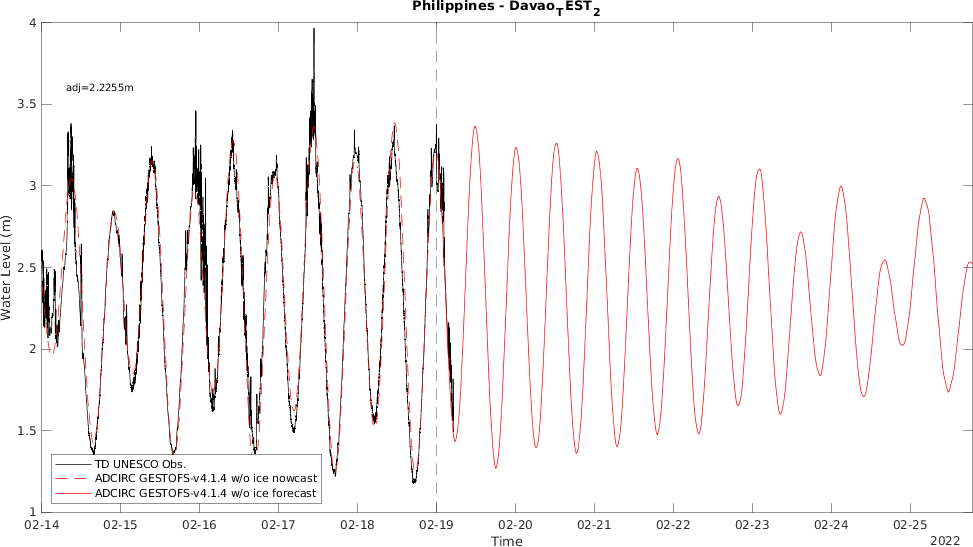 Philippines - Davao_TEST_2
4
3.5
3
2.5
2
1.5
1
Water Level (m)
adj=2.2255m
TD UNESCO Obs.
ADCIRC GESTOFS-v4.1.4 w/o ice nowcast
ADCIRC GESTOFS-v4.1.4 w/o ice forecast
02-14 02-15 02-16 02-17 02-18 02-19 02-20 02-21 02-22 02-23 02-24 02-25
Time
2022